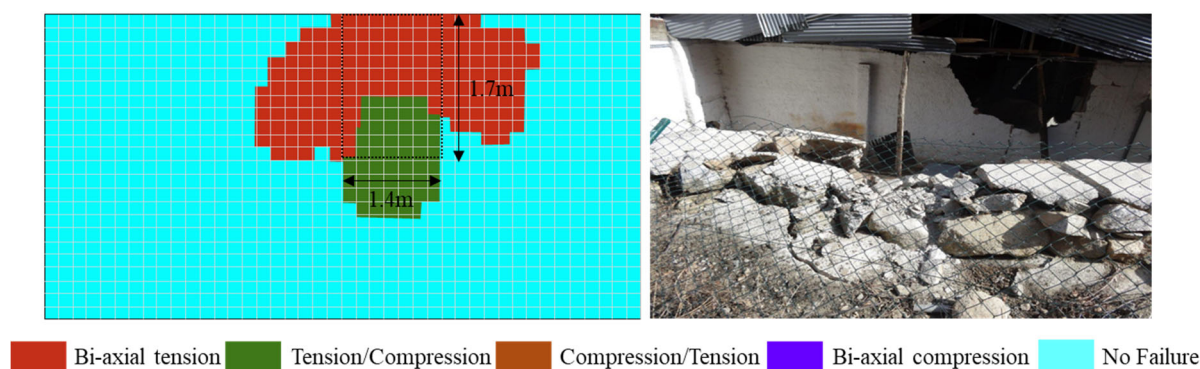 1.7m
1.4m
Bi-axial tension Tension/Compression Compression/Tension Bi-axial compression No Failure